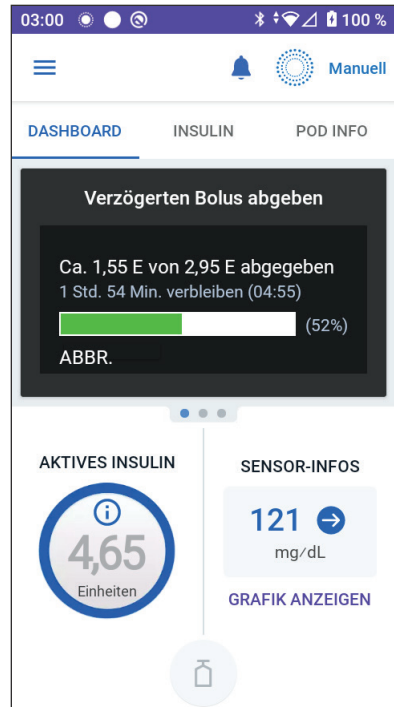 03:00 100 %
Manuell
DASHBOARD INSULIN POD INFO
Verzögerten Bolus abgeben
Ca. 1,55 E von 2,95 E abgegeben
1 Std. 54 Min. verbleiben (04:55)
(52%)
ABBR.
AKTIVES INSULIN
4,65
Einheiten
SENSOR-INFOS
121
mg/dL
GRAFIK ANZEIGEN